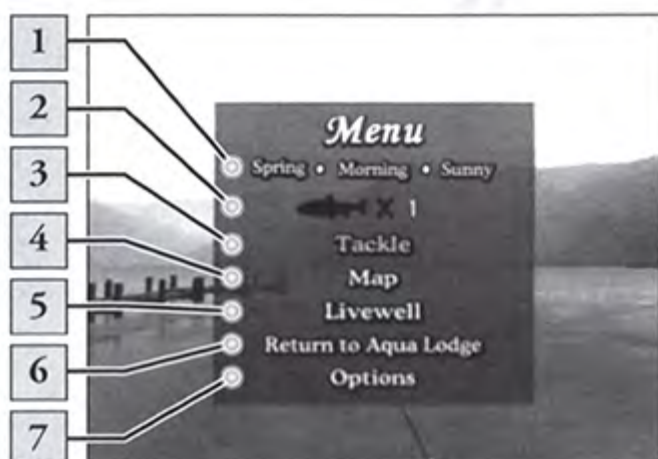 1
2
3
4
5
6
7
Menu
Spring • Morning • Sunny
X 1
Tackle
Map
Livewell
Return to Aqua Lodge
Options